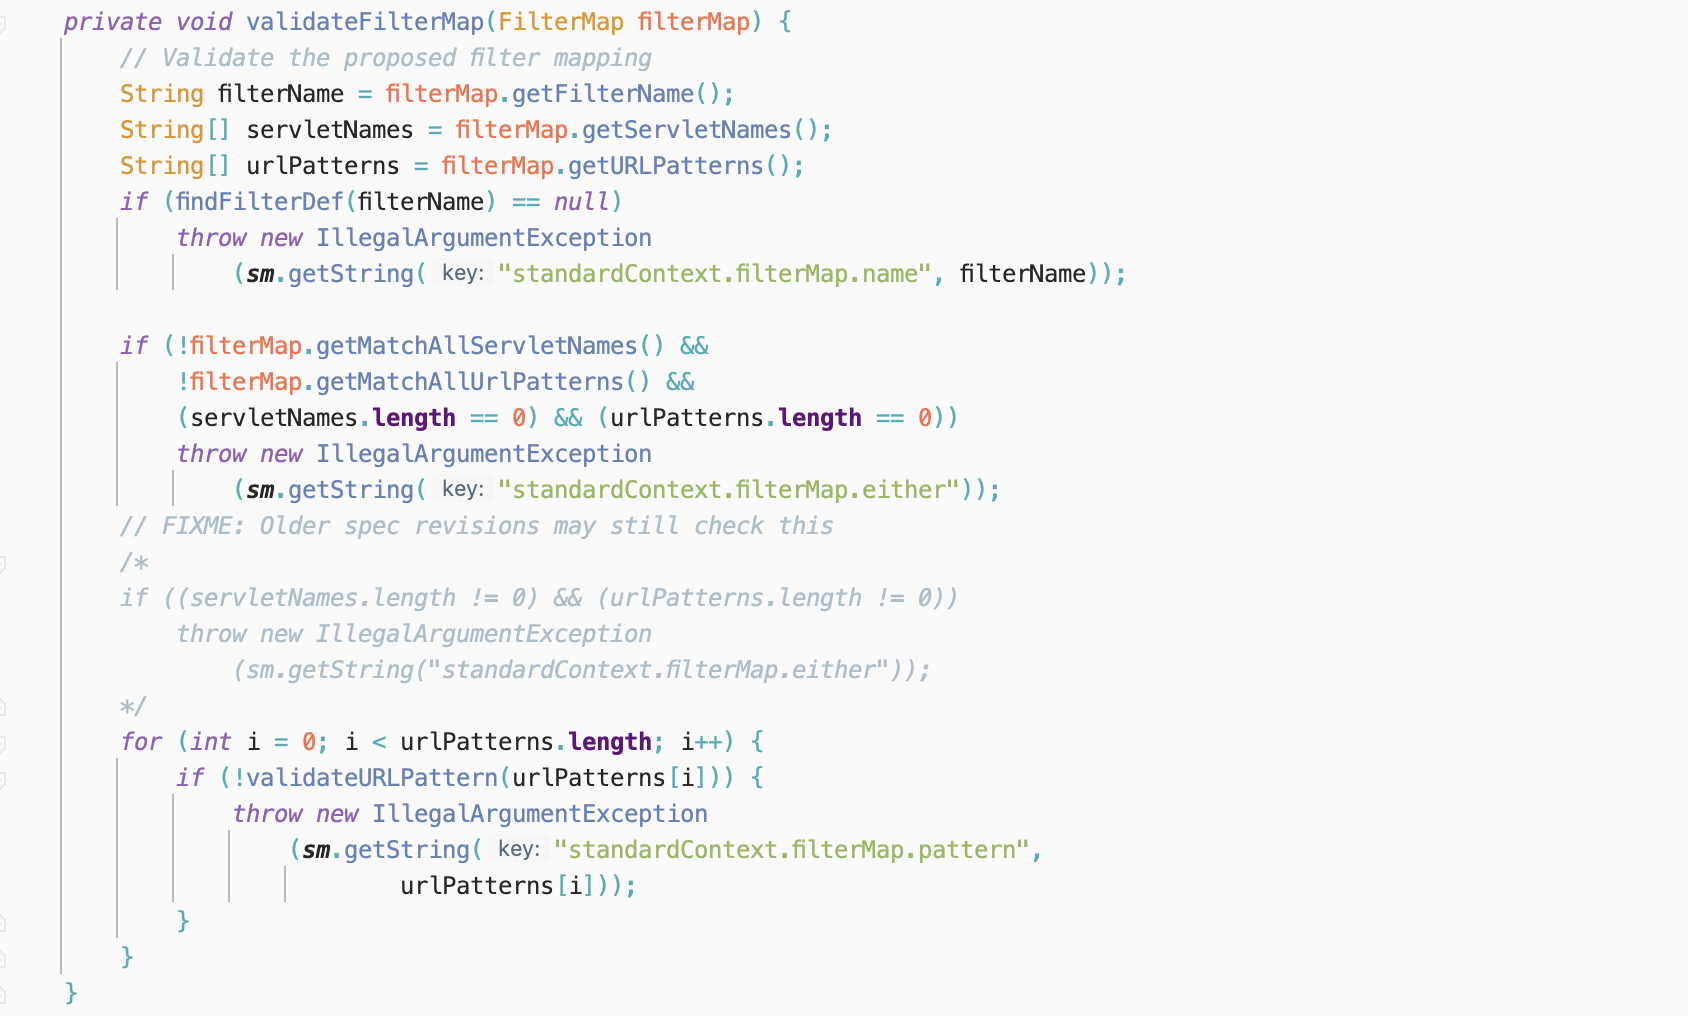 private void validateFilterMap(FilterMap filterMap) {
// Validate the proposed filter mapping
String filterName = filterMap.getFilterName();
String[] servletNames = filterMap.getServletNames();
String[] urlPatterns = filterMap.getURLPatterns();
if (findFilterDef(filterName) == null)
throw new IllegalArgumentException
(sm.getString( key: "standardContext.filterMap.name", filterName));
if (!filterMap.getMatchAllServletNames() &&
!filterMap.getMatchAllUrlPatterns() &&
(servletNames.length == 0) && (urlPatterns.length == 0))
throw new IllegalArgumentException
(sm.getString( key: "standardContext.filterMap.either"));
// FIXME: Older spec revisions may still check this
/*
if ((servletNames.length != 0) && (urlPatterns.length != 0))
throw new IllegalArgumentException
(sm.getString("standardContext.filterMap.either"));
*/
for (int i = 0; i < urlPatterns.length; i++) {
if (!validateURLPattern(urlPatterns[i])) {
throw new IllegalArgumentException
(sm.getString( key: "standardContext.filterMap.pattern",
urlPatterns[i]));
}
}
}